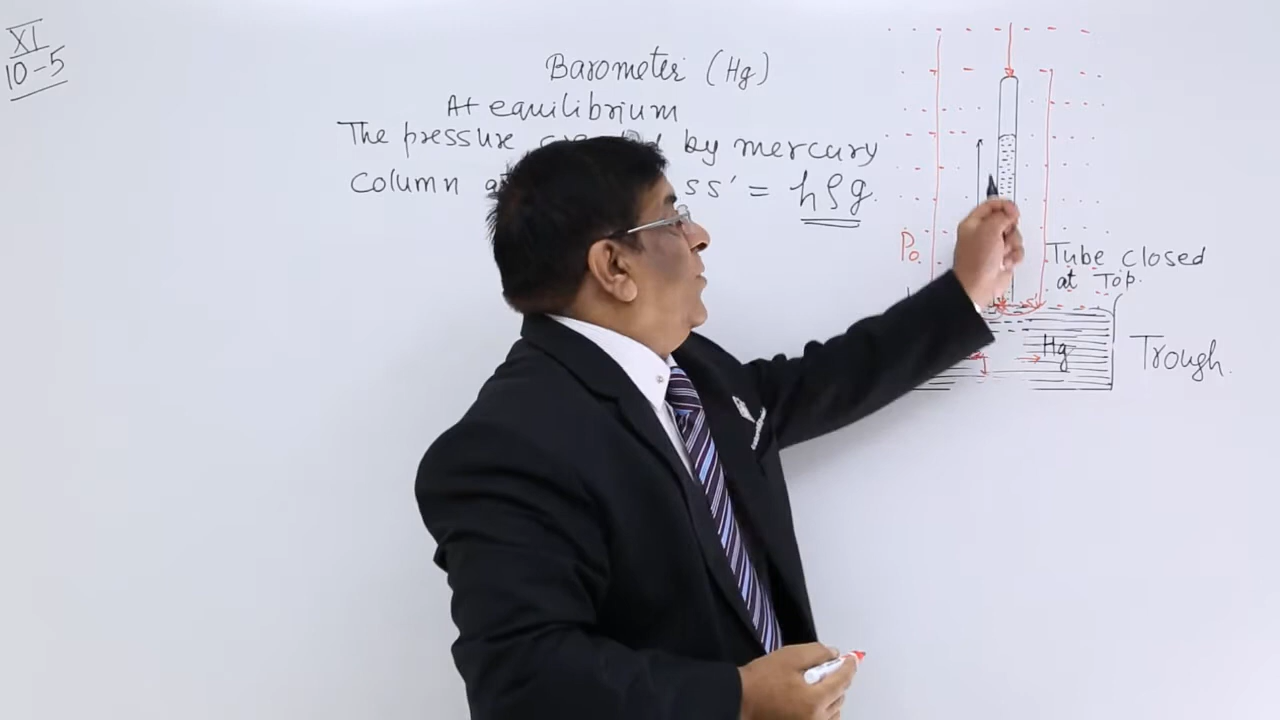 XI
10-5
Barometer (Hg)
At equilibrium
The pressure by mercury
column ss' = hρg.
P₀
Tube closed
at Top.
Hg
Trough.